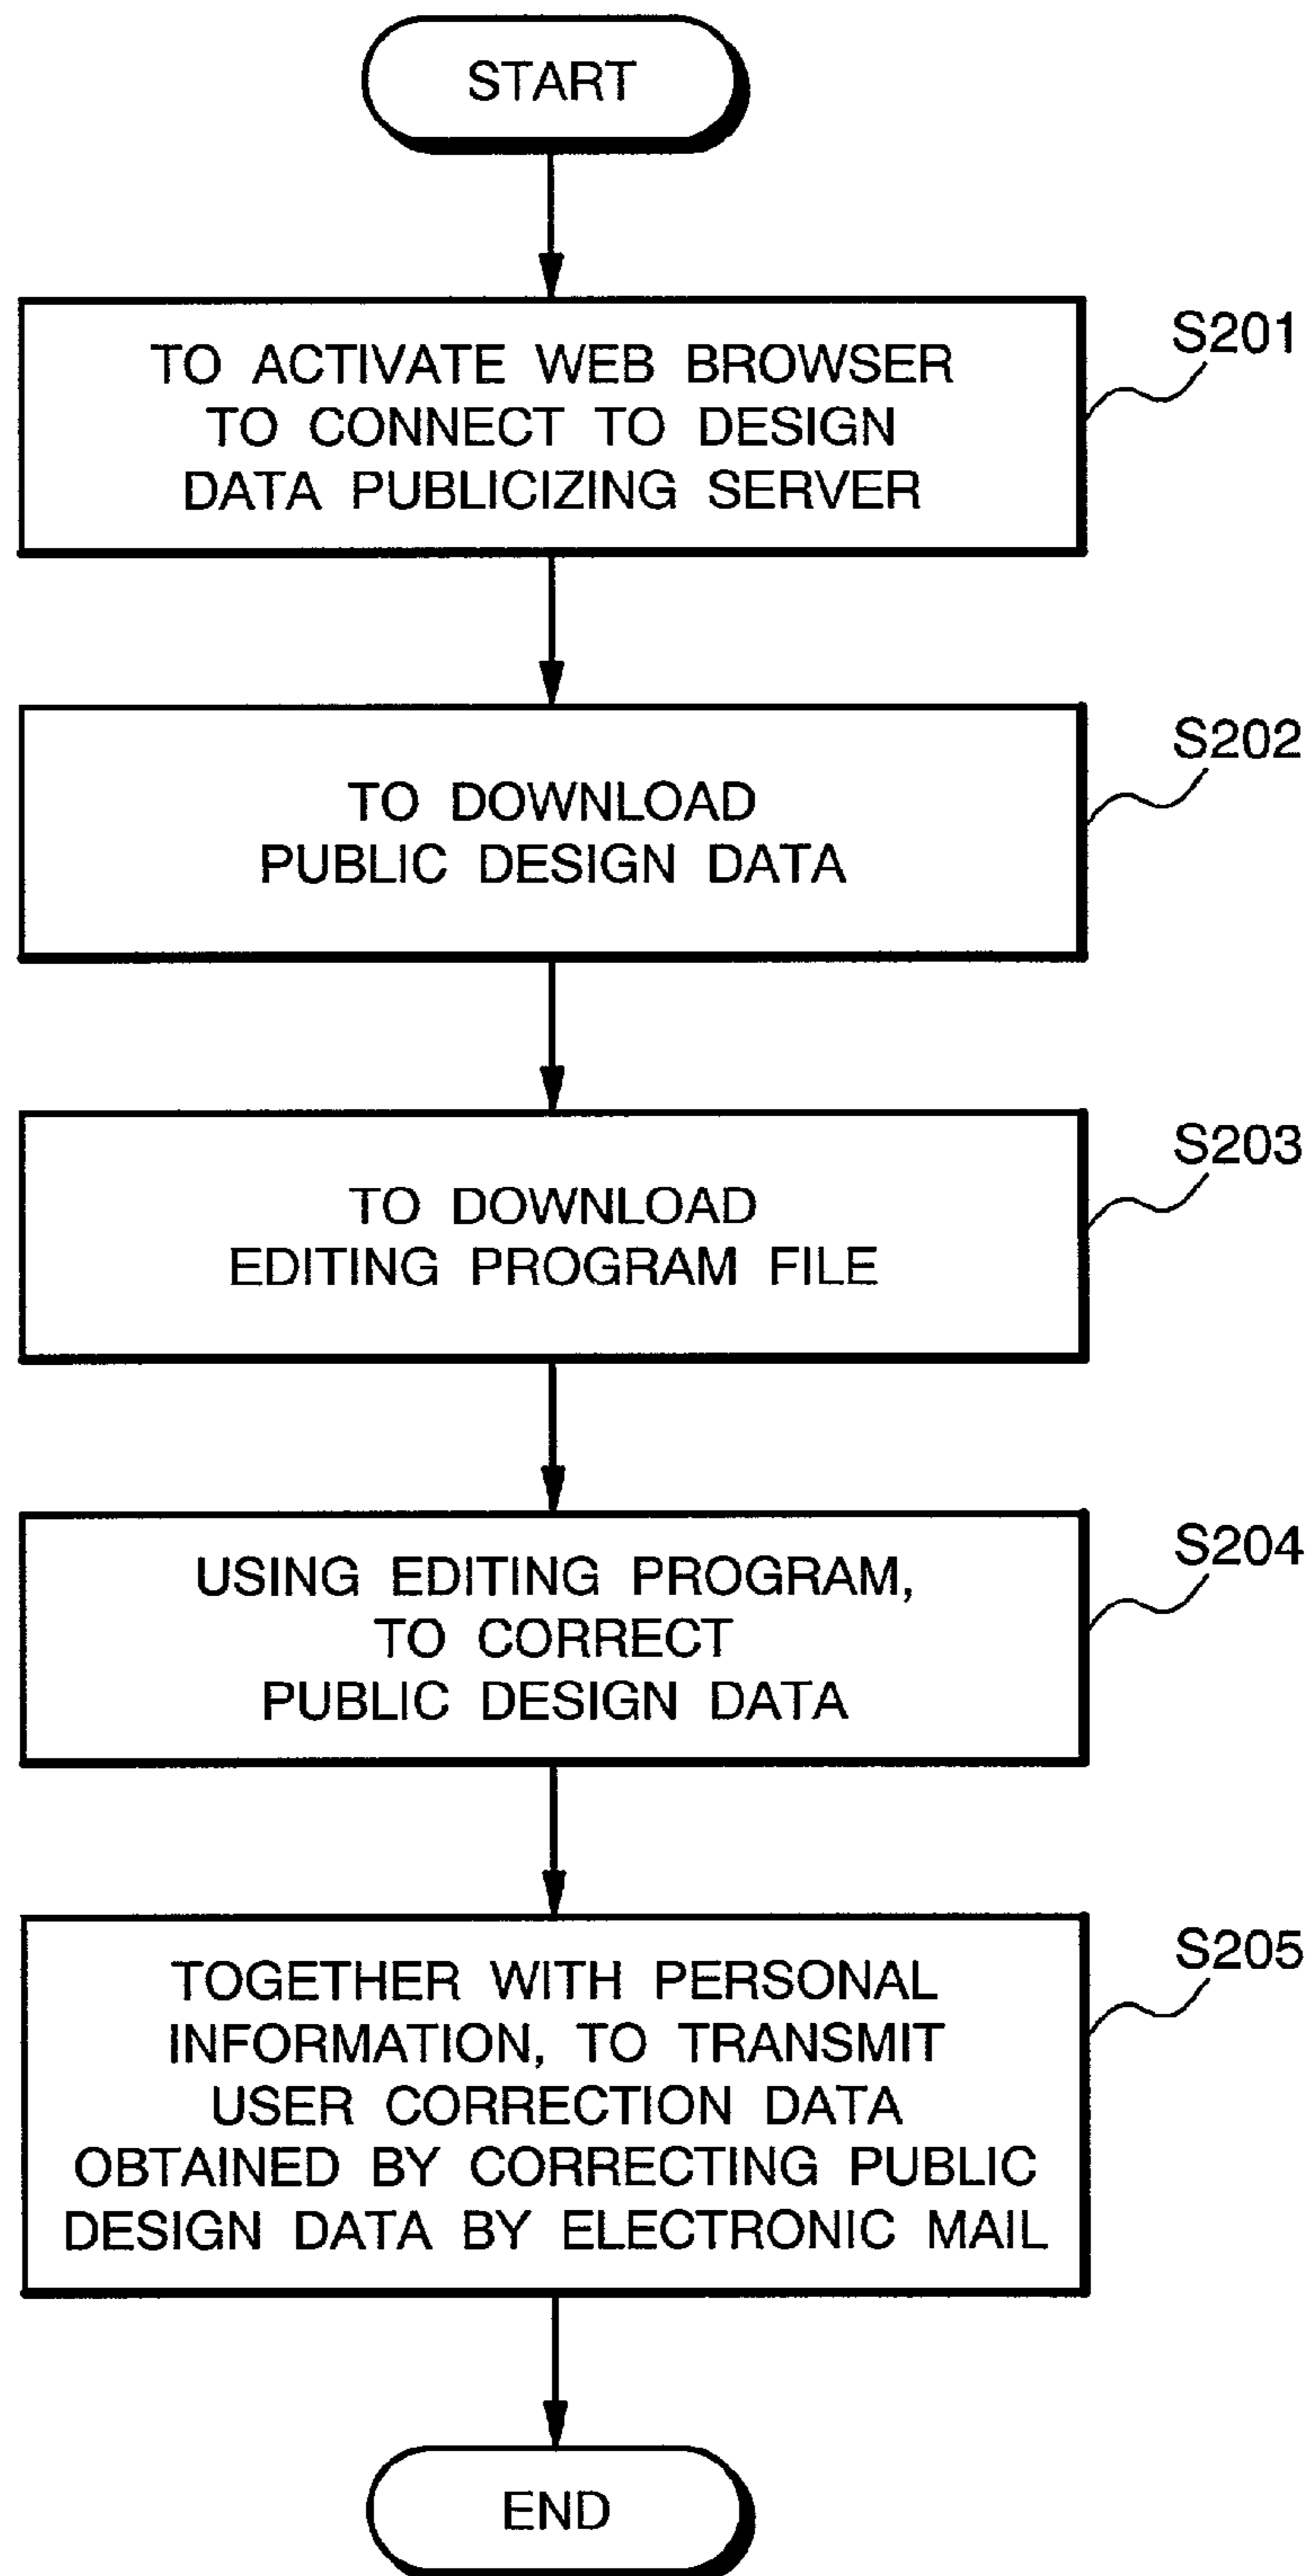 START
TO ACTIVATE WEB BROWSER
TO CONNECT TO DESIGN
DATA PUBLICIZING SERVER
S201
TO DOWNLOAD
PUBLIC DESIGN DATA
S202
TO DOWNLOAD
EDITING PROGRAM FILE
S203
USING EDITING PROGRAM,
TO CORRECT
PUBLIC DESIGN DATA
S204
TOGETHER WITH PERSONAL
INFORMATION, TO TRANSMIT
USER CORRECTION DATA
OBTAINED BY CORRECTING PUBLIC
DESIGN DATA BY ELECTRONIC MAIL
S205
END